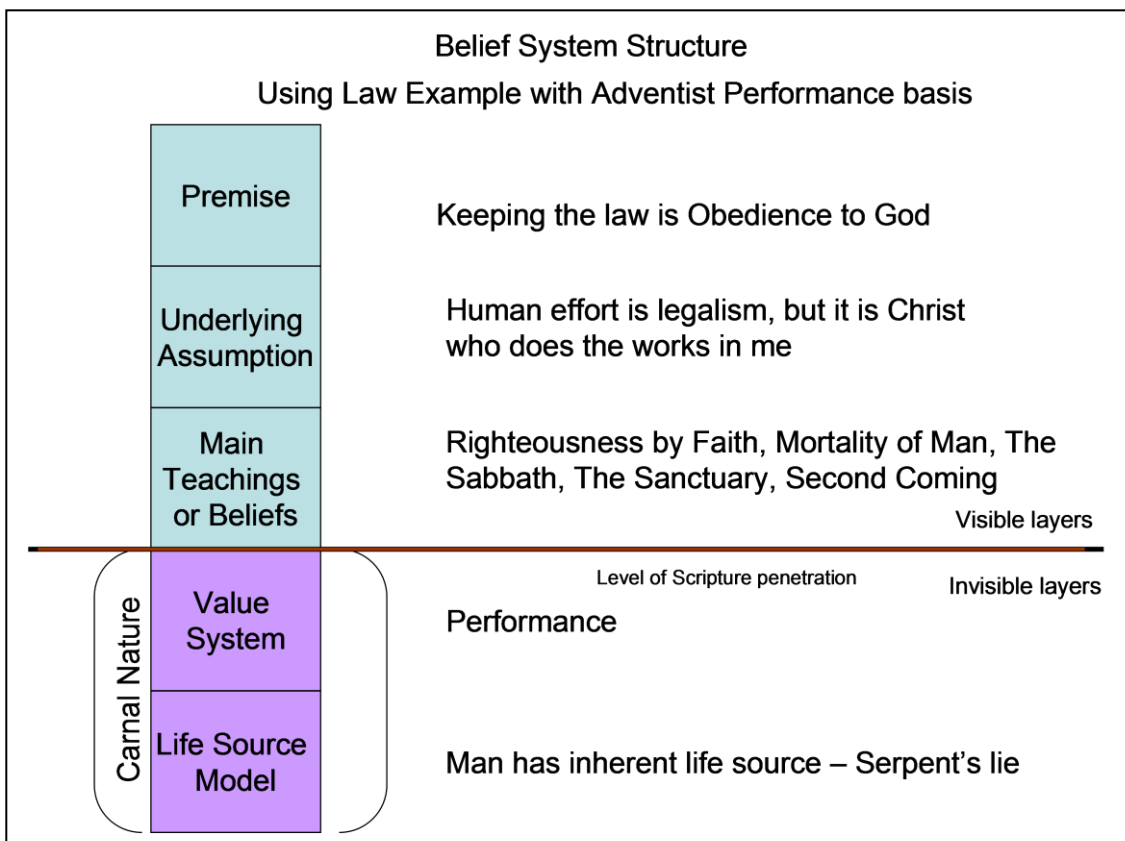 Belief System Structure
Using Law Example with Adventist Performance basis
Premise
Keeping the law is Obedience to God
Underlying
Assumption
Human effort is legalism, but it is Christ
who does the works in me
Main
Teachings
or Beliefs
Righteousness by Faith, Mortality of Man, The
Sabbath, The Sanctuary, Second Coming
Visible layers
Level of Scripture penetration
Invisible layers
Carnal Nature
Value
System
Performance
Life Source
Model
Man has inherent life source – Serpent's lie